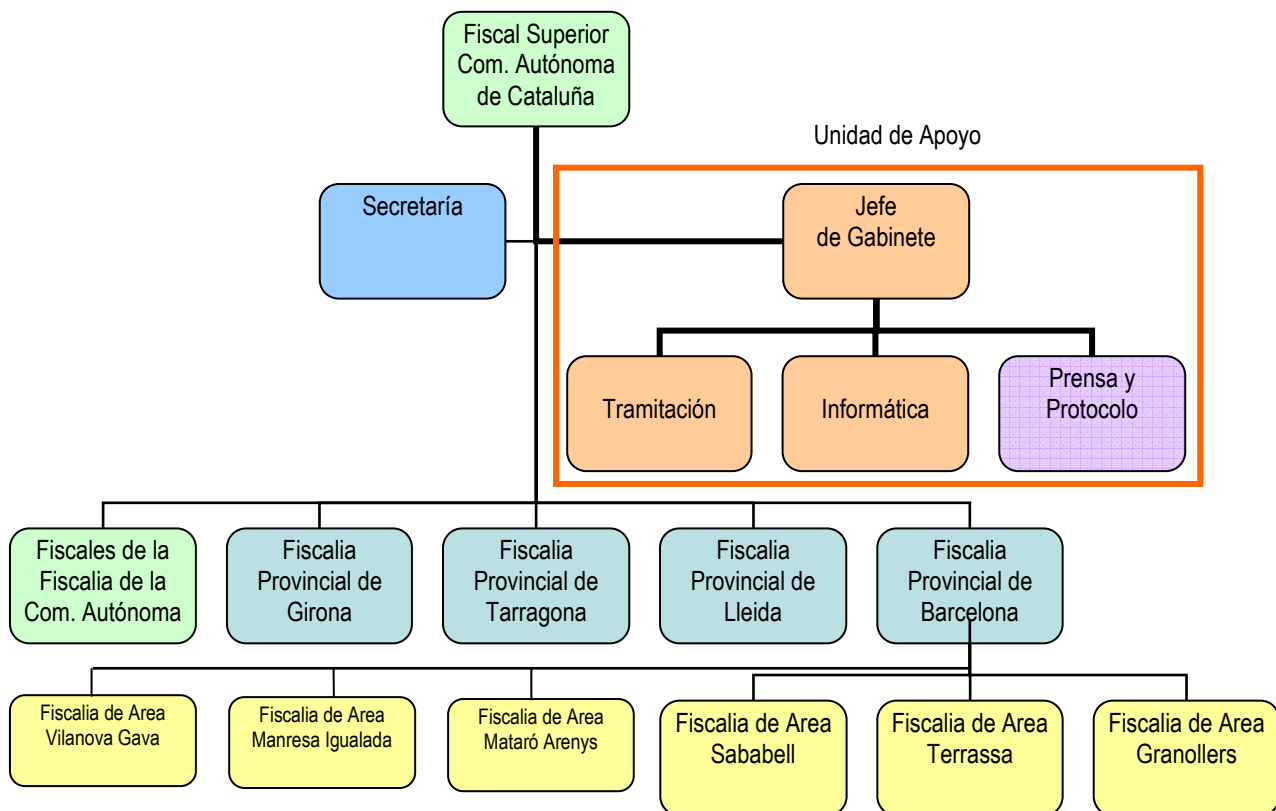 Fiscal Superior
Com. Autónoma
de Cataluña
Unidad de Apoyo
Secretaría
Jefe
de Gabinete
Tramitación
Informática
Prensa y
Protocolo
Fiscales de la
Fiscalia de la
Com. Autónoma
Fiscalia
Provincial de
Girona
Fiscalia
Provincial de
Tarragona
Fiscalia
Provincial de
Lleida
Fiscalia
Provincial de
Barcelona
Fiscalia de Area
Vilanova Gava
Fiscalia de Area
Manresa Igualada
Fiscalia de Area
Mataró Arenys
Fiscalia de Area
Sababell
Fiscalia de Area
Terrassa
Fiscalia de Area
Granollers